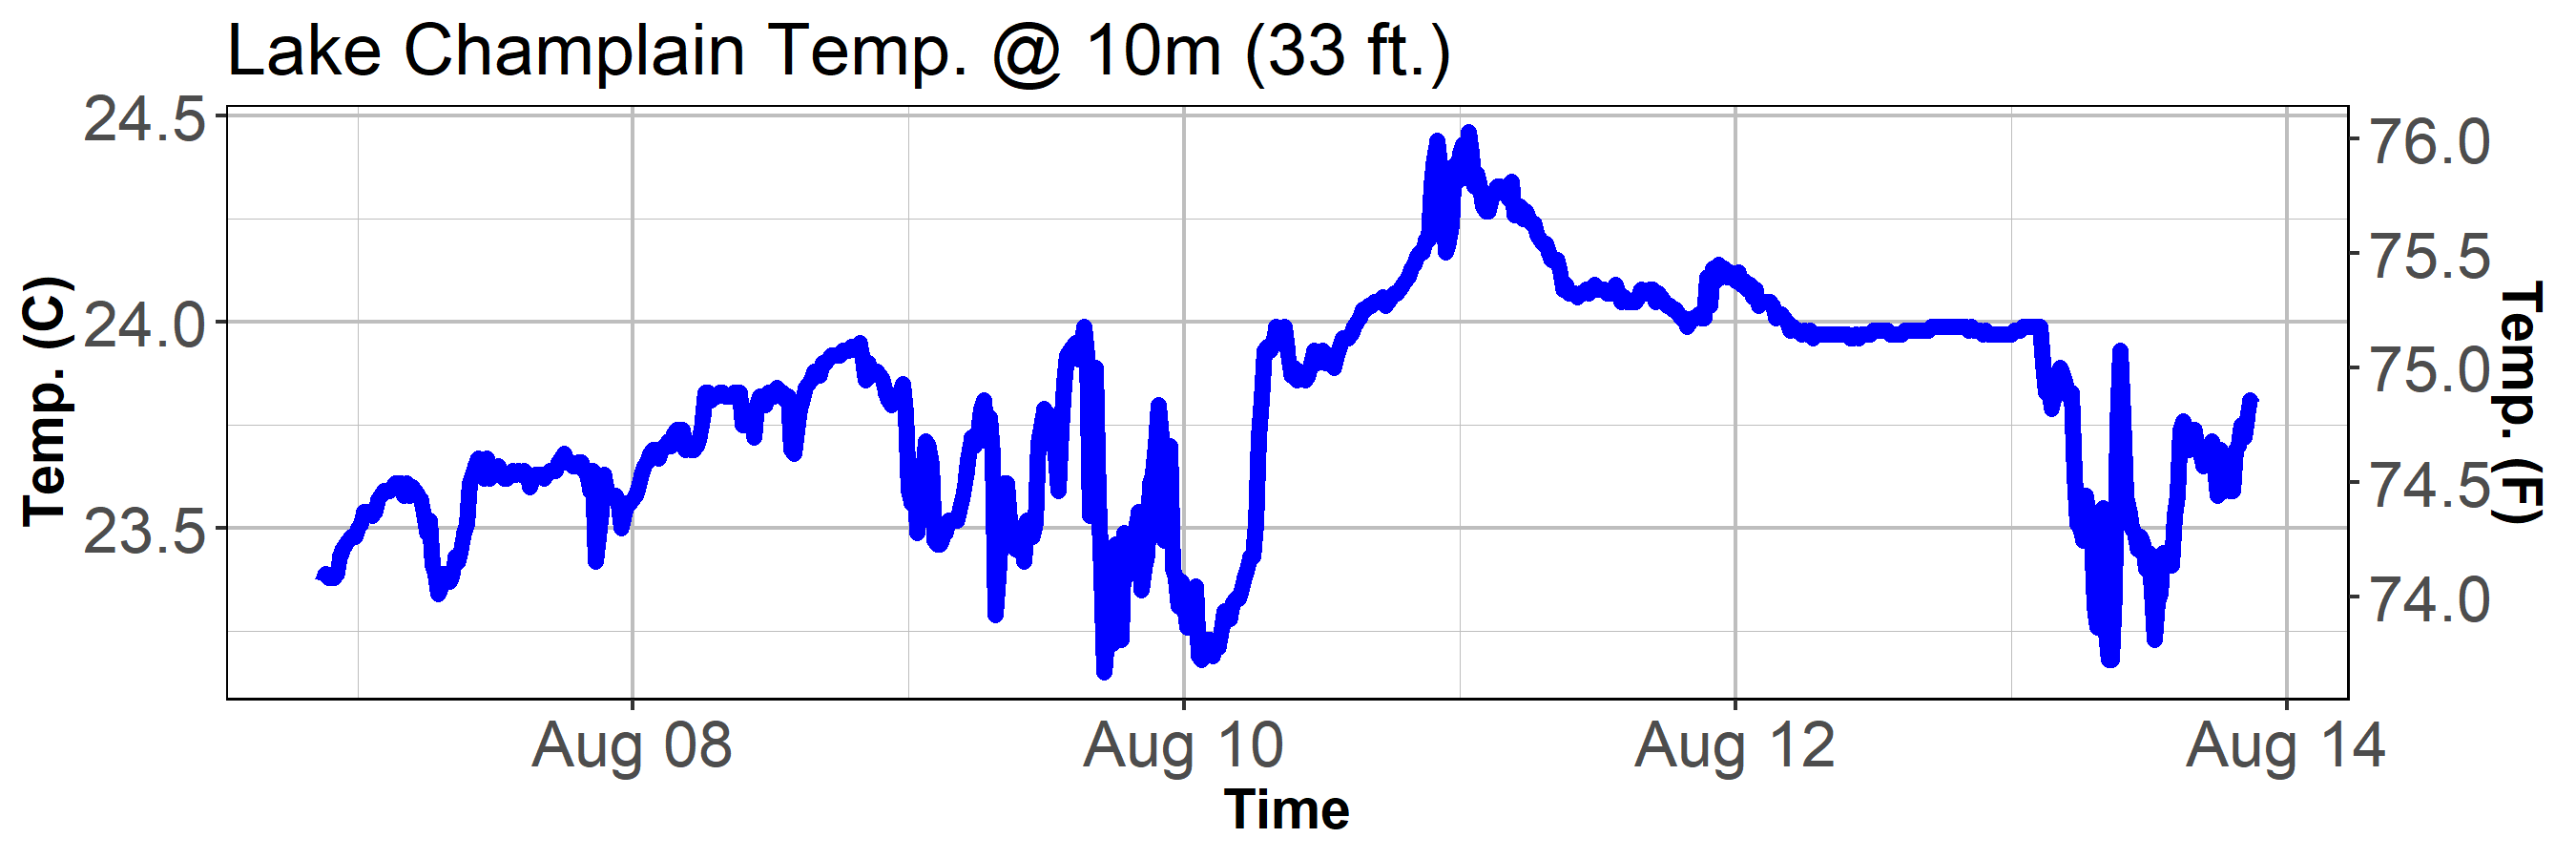 Lake Champlain Temp. @ 10m (33 ft.)
24.5
24.0
23.5
Temp. (C)
76.0
75.5
75.0
74.5
74.0
Temp. (F)
Aug 08
Aug 10
Aug 12
Aug 14
Time